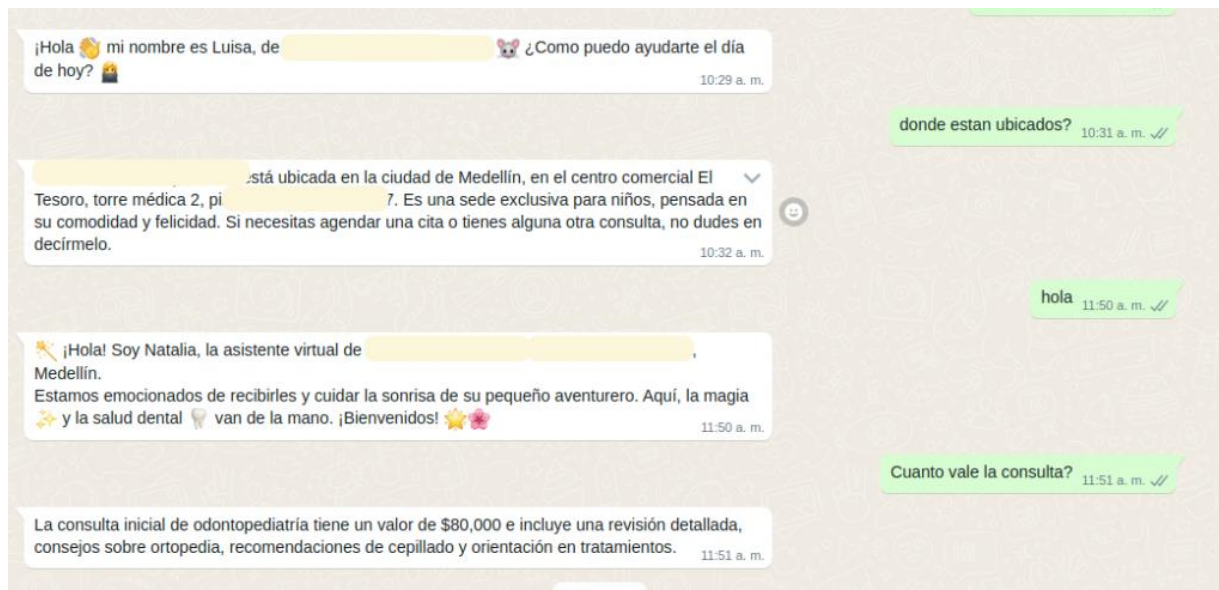 ¡Hola 👋 mi nombre es Luisa, de 🐭 ¿Como puedo ayudarte el día
de hoy? 🙍‍♀️
10:29 a. m.
donde estan ubicados? 10:31 a. m.
está ubicada en la ciudad de Medellín, en el centro comercial El
Tesoro, torre médica 2, 7. Es una sede exclusiva para niños, pensada en
su comodidad y felicidad. Si necesitas agendar una cita o tienes alguna otra consulta, no dudes en
decírmelo.
10:32 a. m.
hola 11:50 a. m.
¡Hola! Soy Natalia, la asistente virtual de ,
Medellín.
Estamos emocionados de recibirles y cuidar la sonrisa de su pequeño aventurero. Aquí, la magia
✨ y la salud dental 🦷 van de la mano. ¡Bienvenidos! 🌟🌸
11:50 a. m.
Cuanto vale la consulta? 11:51 a. m.
La consulta inicial de odontopediatría tiene un valor de $80,000 e incluye una revisión detallada,
consejos sobre ortopedia, recomendaciones de cepillado y orientación en tratamientos.
11:51 a. m.